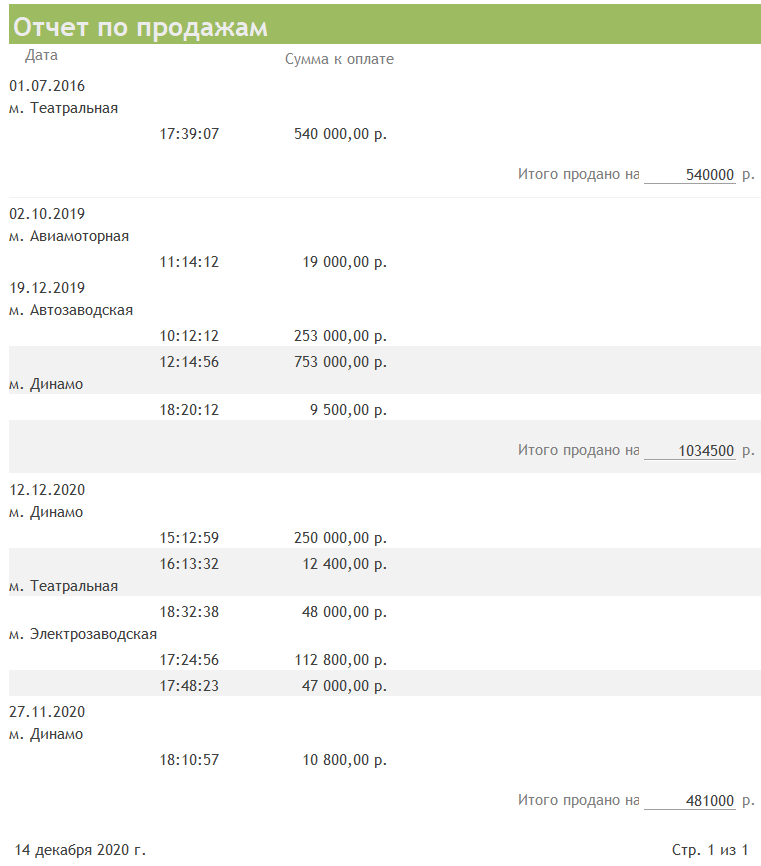 Отчет по продажам
Дата Сумма к оплате
01.07.2016
м. Театральная
17:39:07 540 000,00 р.
Итого продано на 540000 р.
02.10.2019
м. Авиамоторная
11:14:12 19 000,00 р.
19.12.2019
м. Автозаводская
10:12:12 253 000,00 р.
12:14:56 753 000,00 р.
м. Динамо
18:20:12 9 500,00 р.
Итого продано на 1034500 р.
12.12.2020
м. Динамо
15:12:59 250 000,00 р.
16:13:32 12 400,00 р.
м. Театральная
18:32:38 48 000,00 р.
м. Электрозаводская
17:24:56 112 800,00 р.
17:48:23 47 000,00 р.
27.11.2020
м. Динамо
18:10:57 10 800,00 р.
Итого продано на 481000 р.
14 декабря 2020 г. Стр. 1 из 1